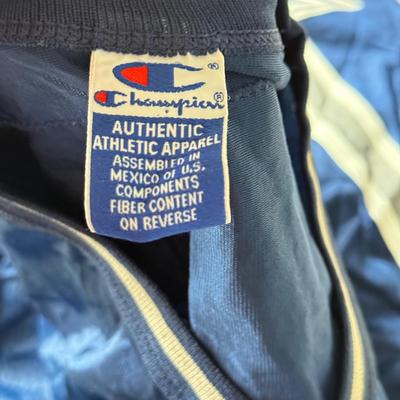 Champion®
AUTHENTIC
ATHLETIC APPAREL
ASSEMBLED IN
MEXICO OF U.S.
COMPONENTS
FIBER CONTENT
ON REVERSE